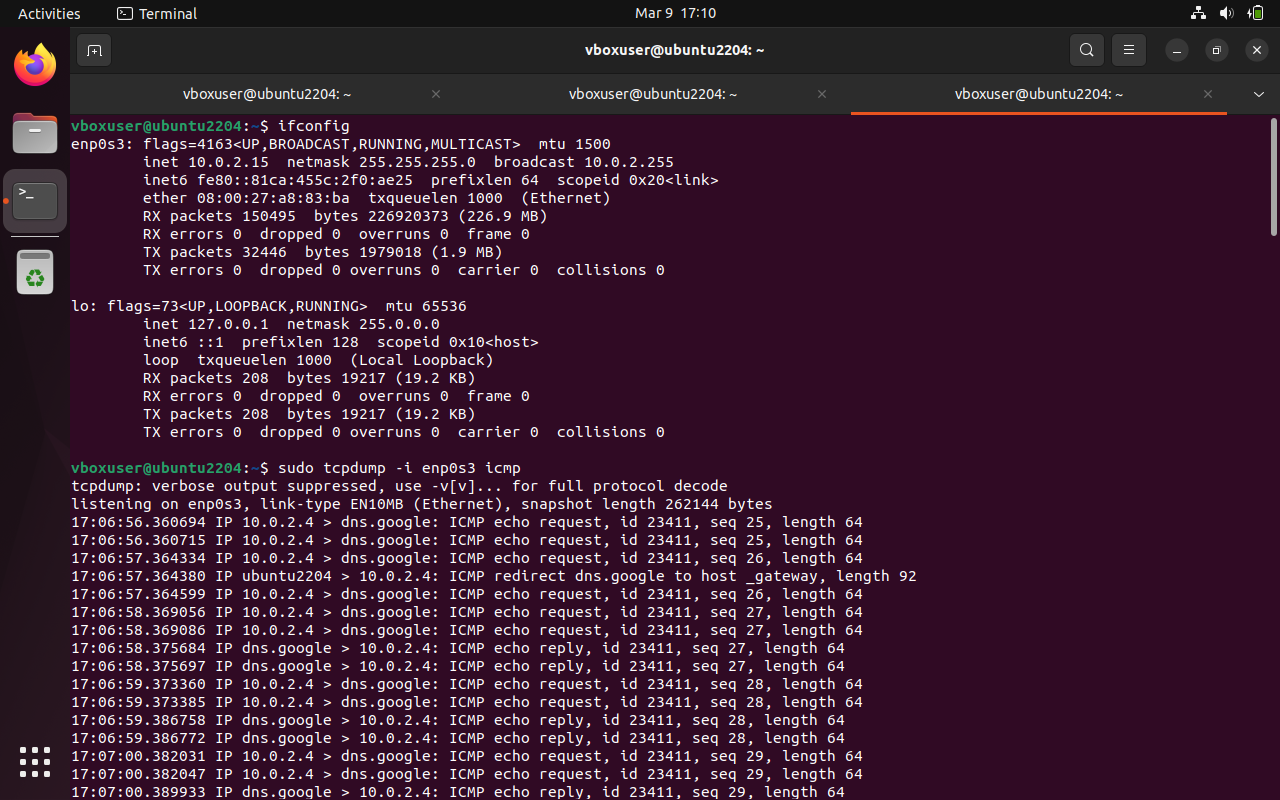 Activities Terminal Mar 9 17:10
vboxuser@ubuntu2204: ~
vboxuser@ubuntu2204: ~ vboxuser@ubuntu2204: ~ vboxuser@ubuntu2204: ~
vboxuser@ubuntu2204:~$ ifconfig
enp0s3: flags=4163<UP,BROADCAST,RUNNING,MULTICAST>  mtu 1500
        inet 10.0.2.15  netmask 255.255.255.0  broadcast 10.0.2.255
        inet6 fe80::81ca:455c:2f0:ae25  prefixlen 64  scopeid 0x20<link>
        ether 08:00:27:a8:83:ba  txqueuelen 1000  (Ethernet)
        RX packets 150495  bytes 226920373 (226.9 MB)
        RX errors 0  dropped 0  overruns 0  frame 0
        TX packets 32446  bytes 1979018 (1.9 MB)
        TX errors 0  dropped 0 overruns 0  carrier 0  collisions 0
lo: flags=73<UP,LOOPBACK,RUNNING>  mtu 65536
        inet 127.0.0.1  netmask 255.0.0.0
        inet6 ::1  prefixlen 128  scopeid 0x10<host>
        loop  txqueuelen 1000  (Local Loopback)
        RX packets 208  bytes 19217 (19.2 KB)
        RX errors 0  dropped 0  overruns 0  frame 0
        TX packets 208  bytes 19217 (19.2 KB)
        TX errors 0  dropped 0 overruns 0  carrier 0  collisions 0
vboxuser@ubuntu2204:~$ sudo tcpdump -i enp0s3 icmp
tcpdump: verbose output suppressed, use -v[v]... for full protocol decode
listening on enp0s3, link-type EN10MB (Ethernet), snapshot length 262144 bytes
17:06:56.360694 IP 10.0.2.4 > dns.google: ICMP echo request, id 23411, seq 25, length 64
17:06:56.360715 IP 10.0.2.4 > dns.google: ICMP echo request, id 23411, seq 25, length 64
17:06:57.364334 IP 10.0.2.4 > dns.google: ICMP echo request, id 23411, seq 26, length 64
17:06:57.364380 IP ubuntu2204 > 10.0.2.4: ICMP redirect dns.google to host _gateway, length 92
17:06:57.364599 IP 10.0.2.4 > dns.google: ICMP echo request, id 23411, seq 26, length 64
17:06:58.369056 IP 10.0.2.4 > dns.google: ICMP echo request, id 23411, seq 27, length 64
17:06:58.369086 IP 10.0.2.4 > dns.google: ICMP echo request, id 23411, seq 27, length 64
17:06:58.375684 IP dns.google > 10.0.2.4: ICMP echo reply, id 23411, seq 27, length 64
17:06:58.375697 IP dns.google > 10.0.2.4: ICMP echo reply, id 23411, seq 27, length 64
17:06:59.373360 IP 10.0.2.4 > dns.google: ICMP echo request, id 23411, seq 28, length 64
17:06:59.373385 IP 10.0.2.4 > dns.google: ICMP echo request, id 23411, seq 28, length 64
17:06:59.386758 IP dns.google > 10.0.2.4: ICMP echo reply, id 23411, seq 28, length 64
17:06:59.386772 IP dns.google > 10.0.2.4: ICMP echo reply, id 23411, seq 28, length 64
17:07:00.382031 IP 10.0.2.4 > dns.google: ICMP echo request, id 23411, seq 29, length 64
17:07:00.382047 IP 10.0.2.4 > dns.google: ICMP echo request, id 23411, seq 29, length 64
17:07:00.389933 IP dns.google > 10.0.2.4: ICMP echo reply, id 23411, seq 29, length 64